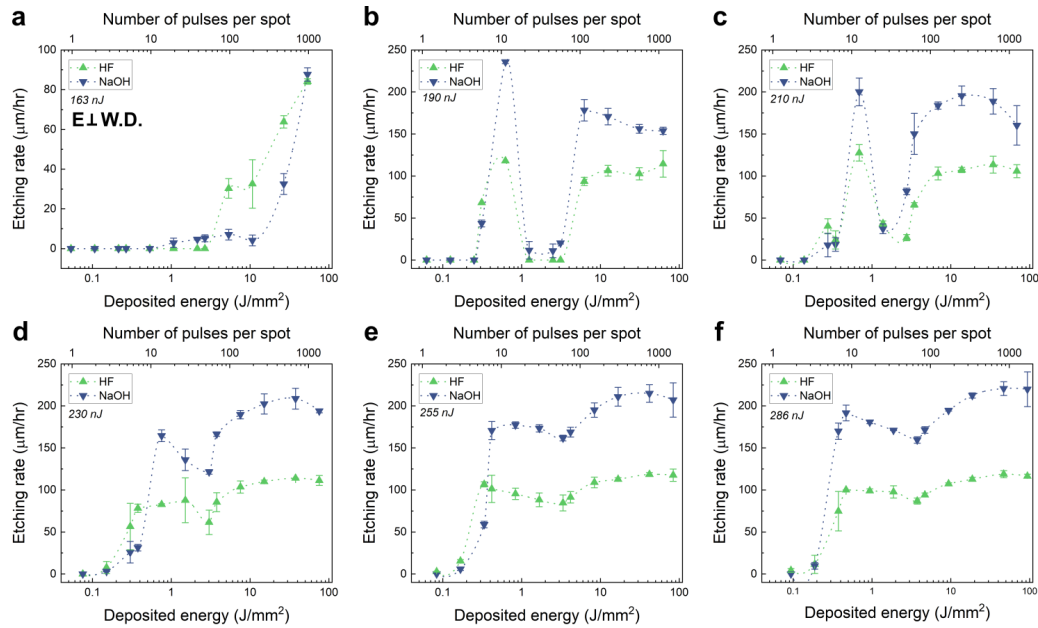 a
Number of pulses per spot
1 10 100 1000
100
80
60
40
20
0
Etching rate (μm/hr)
HF
NaOH
163 nJ
E⊥W.D.
0.1 1 10 100
Deposited energy (J/mm²)
b
Number of pulses per spot
1 10 100 1000
250
200
150
100
50
0
Etching rate (μm/hr)
HF
NaOH
190 nJ
0.1 1 10 100
Deposited energy (J/mm²)
c
Number of pulses per spot
1 10 100 1000
250
200
150
100
50
0
Etching rate (μm/hr)
HF
NaOH
210 nJ
0.1 1 10 100
Deposited energy (J/mm²)
d
Number of pulses per spot
1 10 100 1000
250
200
150
100
50
0
Etching rate (μm/hr)
HF
NaOH
230 nJ
0.1 1 10 100
Deposited energy (J/mm²)
e
Number of pulses per spot
1 10 100 1000
250
200
150
100
50
0
Etching rate (μm/hr)
HF
NaOH
255 nJ
0.1 1 10 100
Deposited energy (J/mm²)
f
Number of pulses per spot
1 10 100 1000
250
200
150
100
50
0
Etching rate (μm/hr)
HF
NaOH
286 nJ
0.1 1 10 100
Deposited energy (J/mm²)